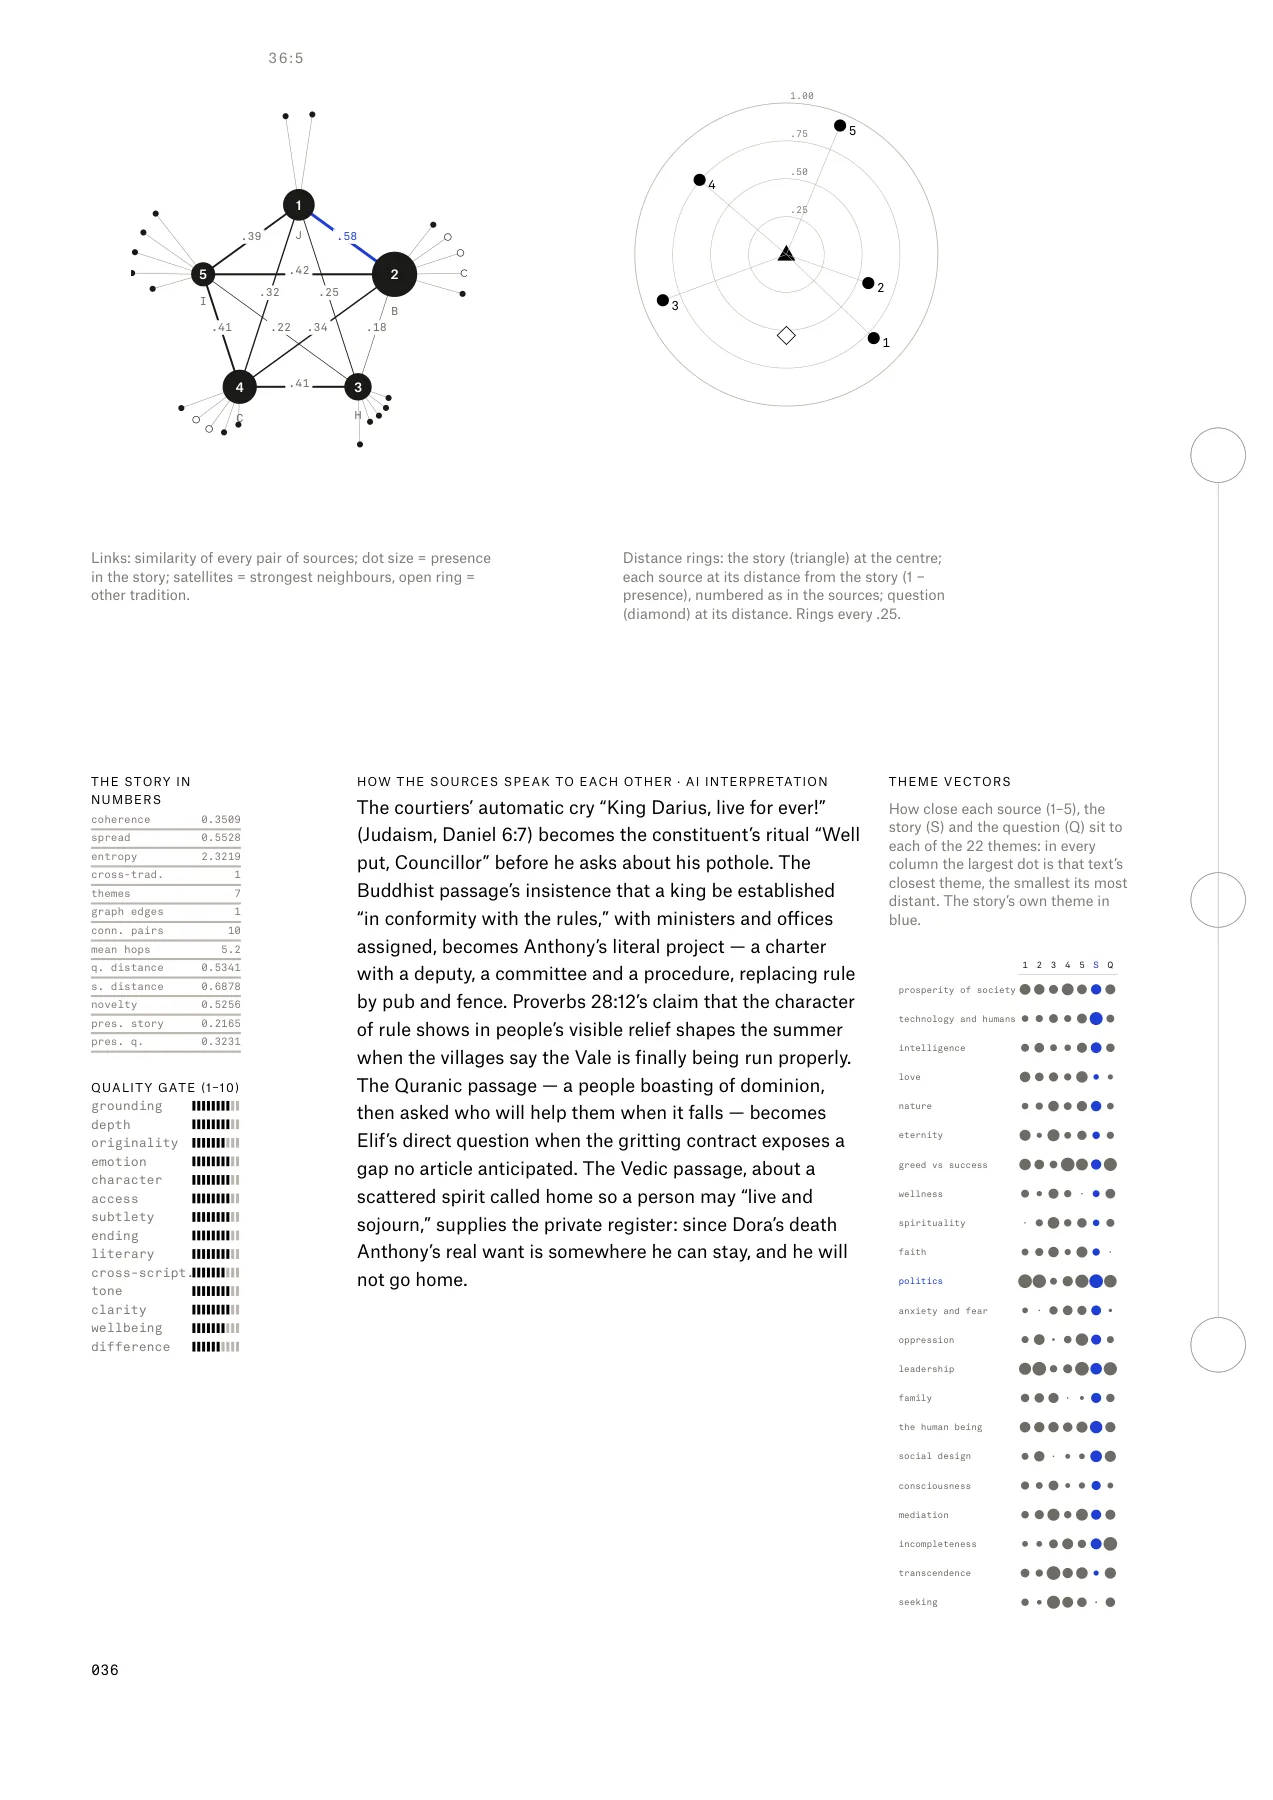 36:5
1
J
.39
.58
5
I
.42
2
B
.32
.25
.41
.22
.34
.18
4
C
.41
3
H
1.00
.75
.50
.25
5
4
3
2
1
Links: similarity of every pair of sources; dot size = presence
in the story; satellites = strongest neighbours, open ring =
other tradition.
Distance rings: the story (triangle) at the centre;
each source at its distance from the story (1 –
presence), numbered as in the sources; question
(diamond) at its distance. Rings every .25.
THE STORY IN
NUMBERS
coherence 0.3509
spread 0.5528
entropy 2.3219
cross-trad. 1
themes 7
graph edges 1
conn. pairs 10
mean hops 5.2
q. distance 0.5341
s. distance 0.6878
novelty 0.5256
pres. story 0.2165
pres. q. 0.3231
QUALITY GATE (1–10)
grounding
depth
originality
emotion
character
access
subtlety
ending
literary
cross-script.
tone
clarity
wellbeing
difference
HOW THE SOURCES SPEAK TO EACH OTHER · AI INTERPRETATION
The courtiers’ automatic cry “King Darius, live for ever!”
(Judaism, Daniel 6:7) becomes the constituent’s ritual “Well
put, Councillor” before he asks about his pothole. The
Buddhist passage’s insistence that a king be established
“in conformity with the rules,” with ministers and offices
assigned, becomes Anthony’s literal project — a charter
with a deputy, a committee and a procedure, replacing rule
by pub and fence. Proverbs 28:12’s claim that the character
of rule shows in people’s visible relief shapes the summer
when the villages say the Vale is finally being run properly.
The Quranic passage — a people boasting of dominion,
then asked who will help them when it falls — becomes
Elif’s direct question when the gritting contract exposes a
gap no article anticipated. The Vedic passage, about a
scattered spirit called home so a person may “live and
sojourn,” supplies the private register: since Dora’s death
Anthony’s real want is somewhere he can stay, and he will
not go home.
THEME VECTORS
How close each source (1–5), the
story (S) and the question (Q) sit to
each of the 22 themes: in every
column the largest dot is that text’s
closest theme, the smallest its most
distant. The story’s own theme in
blue.
1 2 3 4 5 S Q
prosperity of society
technology and humans
intelligence
love
nature
eternity
greed vs success
wellness
spirituality
faith
politics
anxiety and fear
oppression
leadership
family
the human being
social design
consciousness
mediation
incompleteness
transcendence
seeking
036